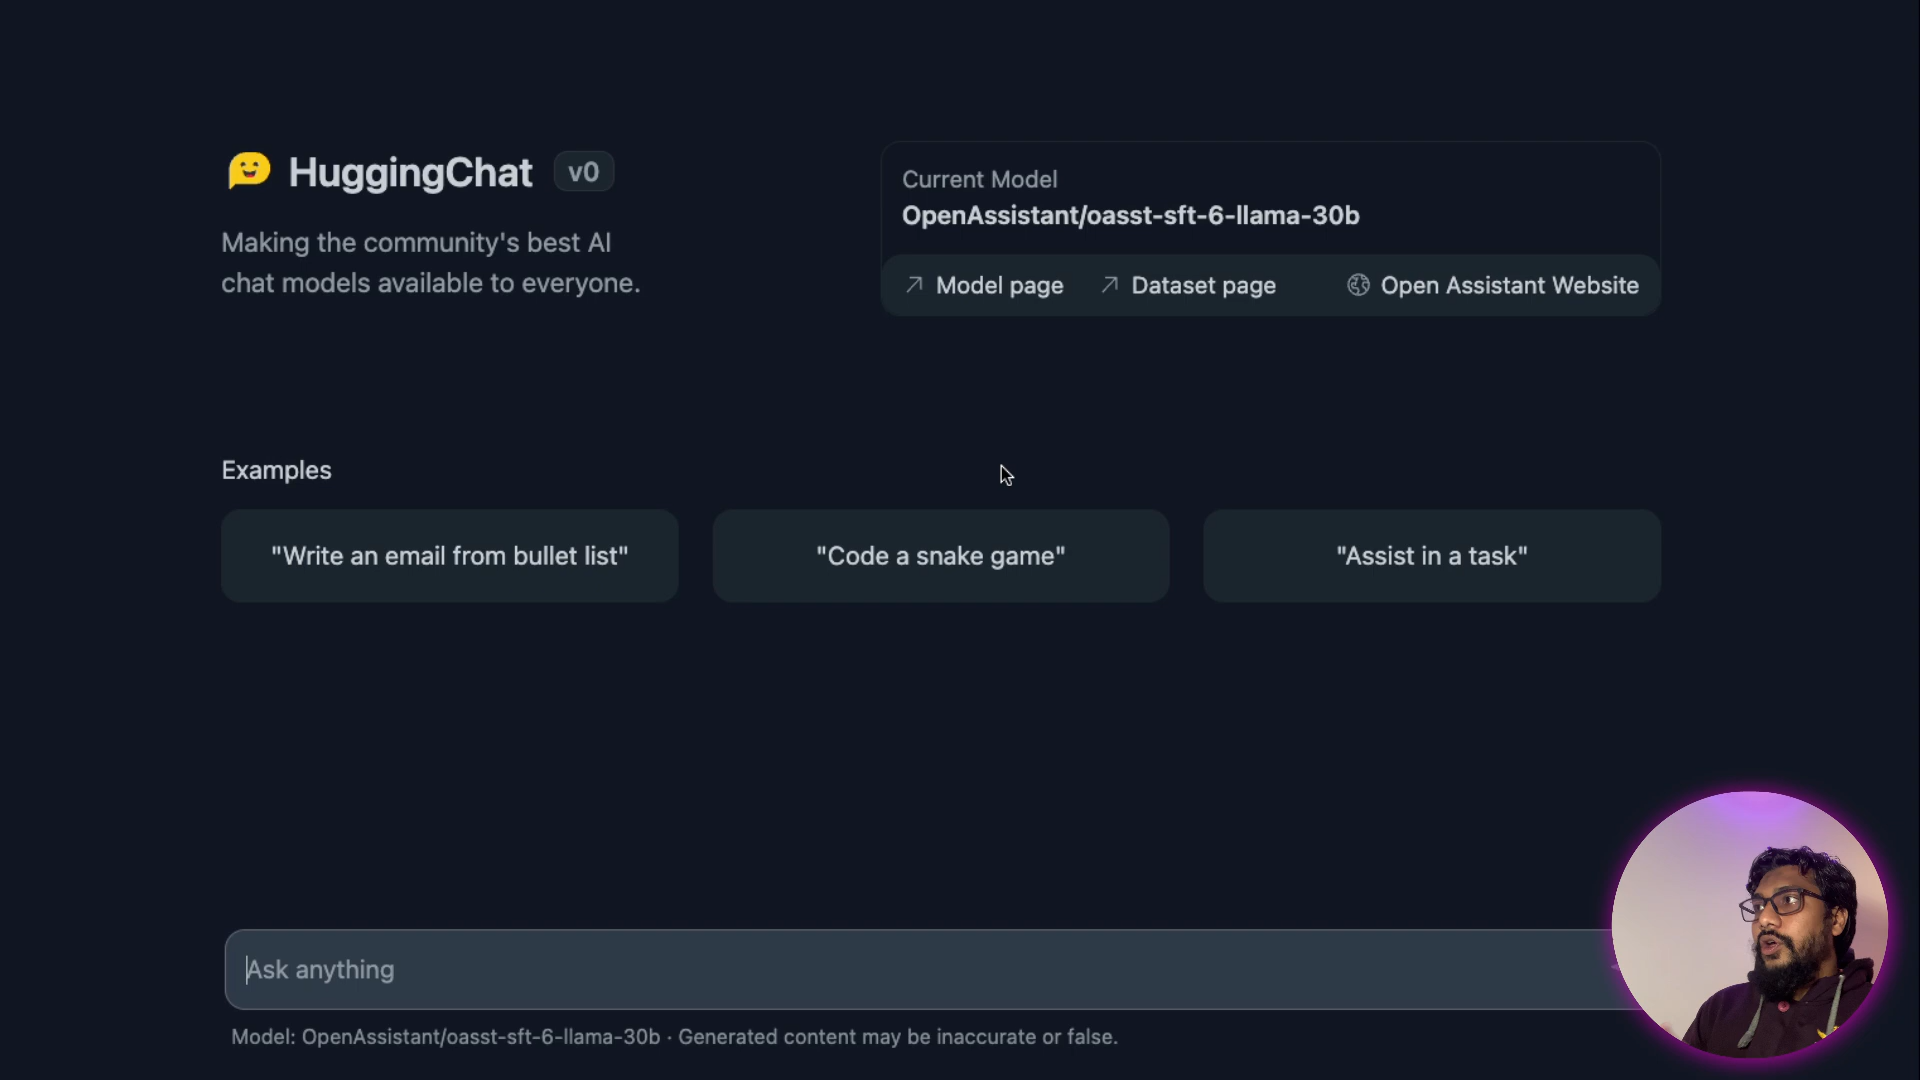 HuggingChat v0
Making the community's best AI
chat models available to everyone.
Current Model
OpenAssistant/oasst-sft-6-llama-30b
Model page
Dataset page
Open Assistant Website
Examples
"Write an email from bullet list"
"Code a snake game"
"Assist in a task"
Ask anything
Model: OpenAssistant/oasst-sft-6-llama-30b · Generated content may be inaccurate or false.